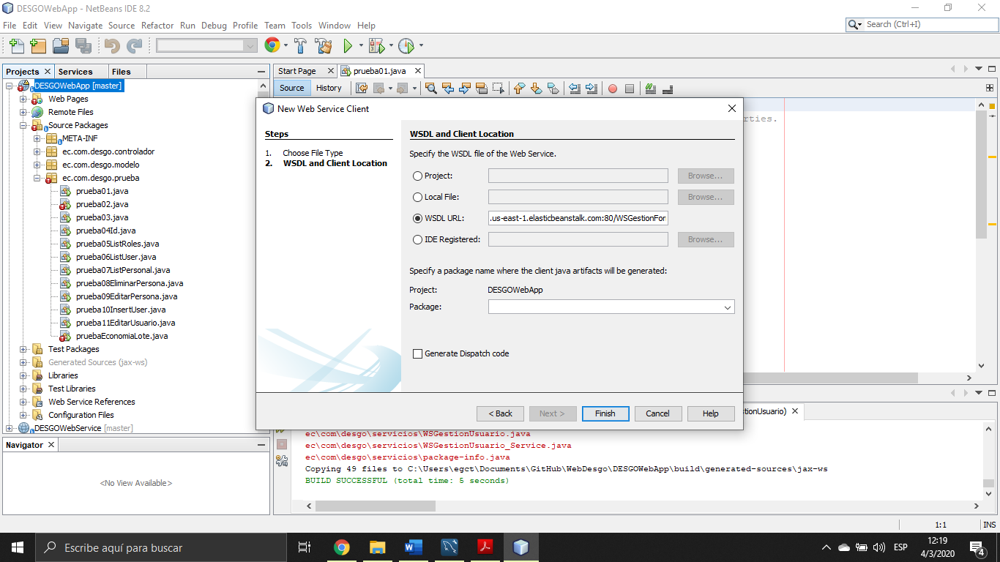 DESGOWebApp - NetBeans IDE 8.2
File Edit View Navigate Source Refactor Run Debug Profile Team Tools Window Help
Search (Ctrl+I)
Projects Services Files
DESGOWebApp [master]
Web Pages
Remote Files
Source Packages
META-INF
ec.com.desgo.controlador
ec.com.desgo.modelo
ec.com.desgo.prueba
prueba01.java
prueba02.java
prueba03.java
prueba04Id.java
prueba05ListRoles.java
prueba06ListUser.java
prueba07ListPersonal.java
prueba08EliminarPersona.java
prueba09EditarPersona.java
prueba10InsertUser.java
prueba11EditarUsuario.java
pruebaEconomiaLote.java
Test Packages
Generated Sources (jax-ws)
Libraries
Test Libraries
Web Service References
Configuration Files
DESGOWebService [master]
Navigator
<No View Available>
Start Page prueba01.java
Source History
rties.
New Web Service Client
Steps
1. Choose File Type
2. WSDL and Client Location
WSDL and Client Location
Specify the WSDL file of the Web Service.
Project: Browse...
Local File: Browse...
WSDL URL: .us-east-1.elasticbeanstalk.com:80/WSGestionFor
IDE Registered: Browse...
Specify a package name where the client java artifacts will be generated:
Project: DESGOWebApp
Package:
Generate Dispatch code
< Back Next > Finish Cancel Help
tionUsuario)
ec\com\desgo\servicios\WSGestionUsuario.java
ec\com\desgo\servicios\WSGestionUsuario_Service.java
ec\com\desgo\servicios\package-info.java
Copying 49 files to C:\Users\egct\Documents\GitHub\WebDesgo\DESGOWebApp\build\generated-sources\jax-ws
BUILD SUCCESSFUL (total time: 5 seconds)
1:1 INS
Escribe aquí para buscar
ESP
12:19
4/3/2020
4